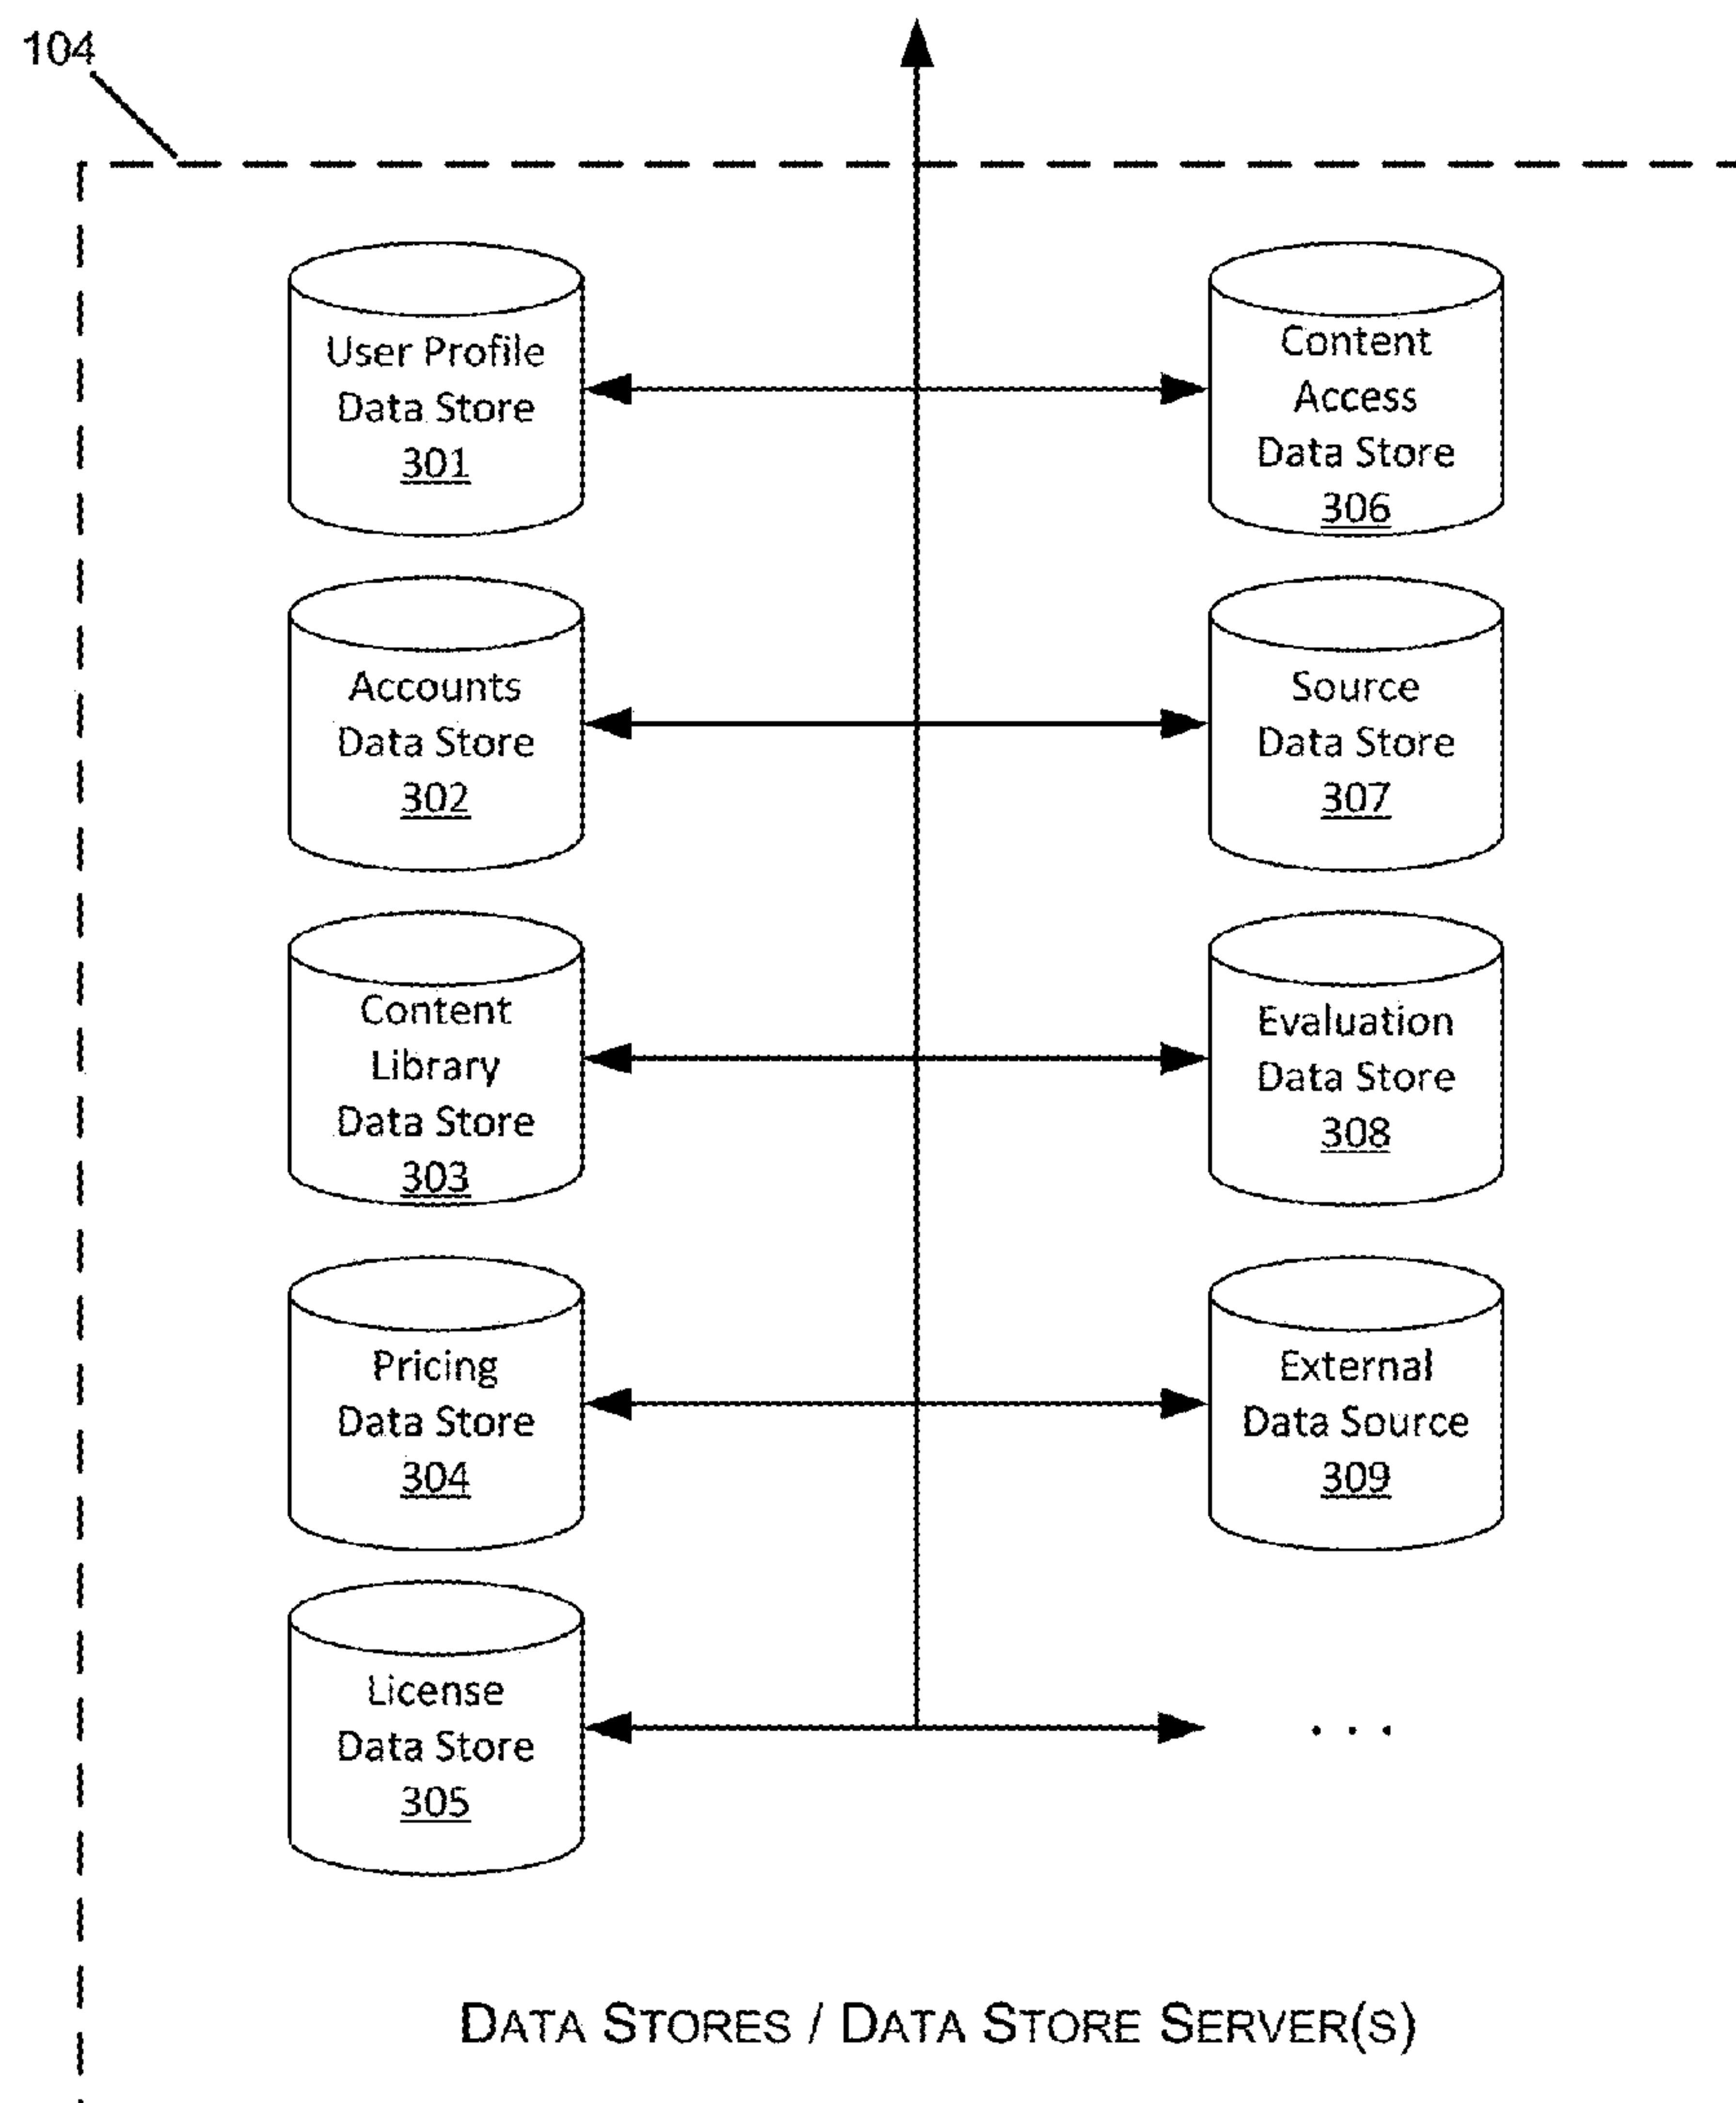 104
User Profile
Data Store
301
Accounts
Data Store
302
Content
Library
Data Store
303
Pricing
Data Store
304
License
Data Store
305
Content
Access
Data Store
306
Source
Data Store
307
Evaluation
Data Store
308
External
Data Source
309
. . .
DATA STORES / DATA STORE SERVER(S)